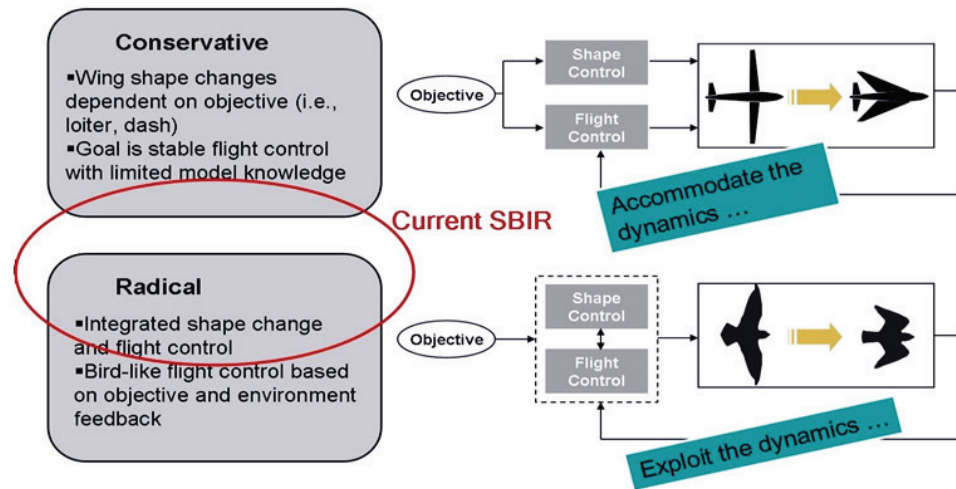 Conservative
▪Wing shape changes
dependent on objective (i.e.,
loiter, dash)
▪Goal is stable flight control
with limited model knowledge
Objective
Shape
Control
Flight
Control
Accommodate the
dynamics ...
Current SBIR
Radical
▪Integrated shape change
and flight control
▪Bird-like flight control based
on objective and environment
feedback
Objective
Shape
Control
Flight
Control
Exploit the dynamics ...